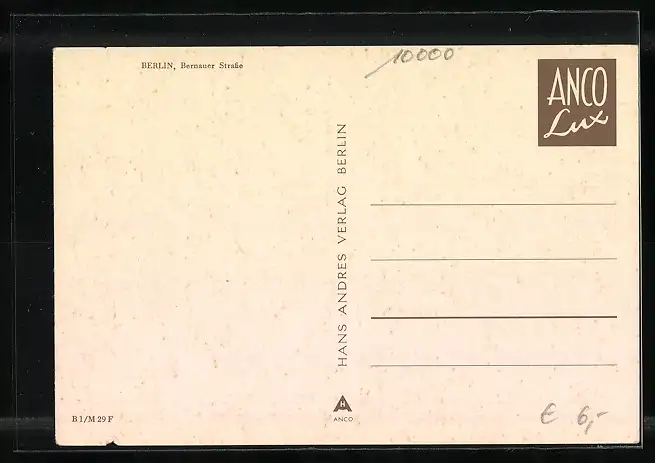 BERLIN, Bernauer Straße
10000
ANCO
Lux
HANS ANDRES VERLAG BERLIN
B 1/M 29 F
H
ANCO
€ 6,-